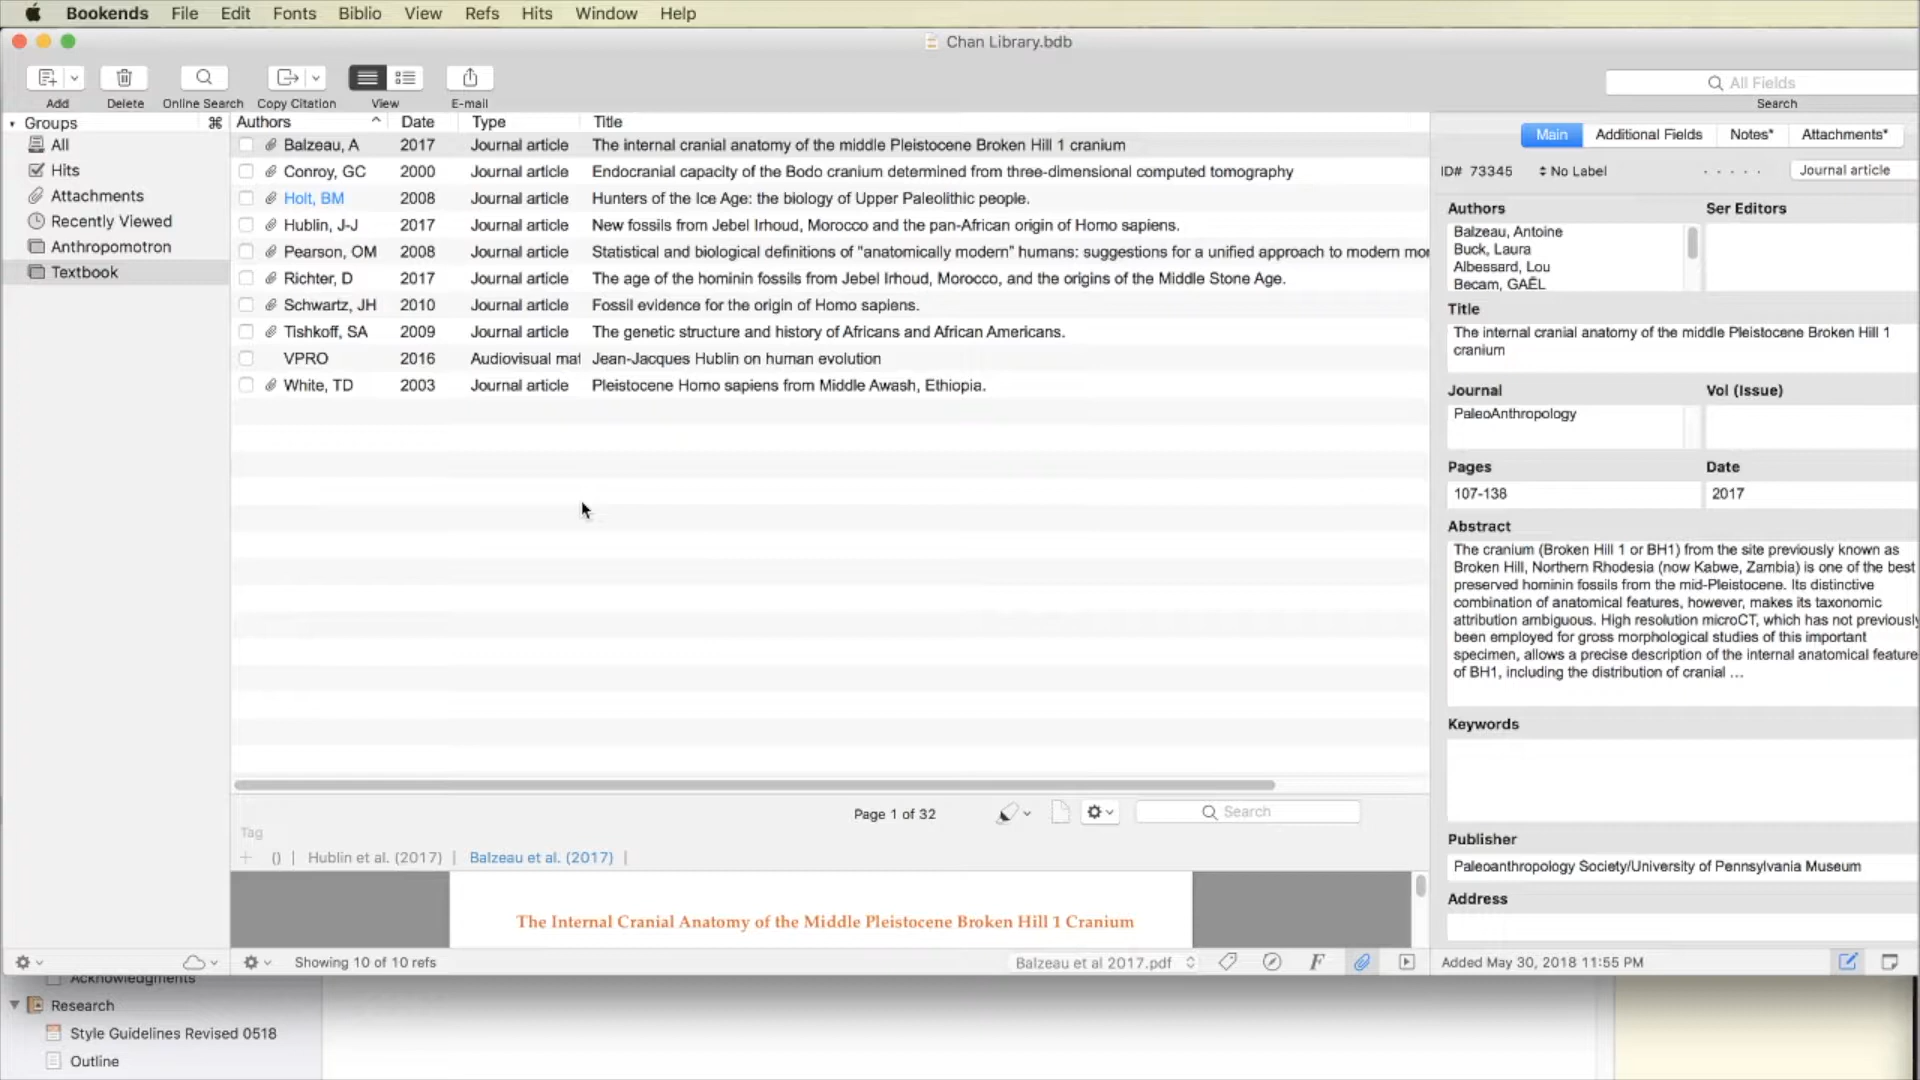 Bookends File Edit Fonts Biblio View Refs Hits Window Help
Chan Library.bdb
All Fields
Add Delete Online Search Copy Citation View E-mail Search
Groups ⌘
All
Hits
Attachments
Recently Viewed
Anthropomotron
Textbook
Authors Date Type Title
Balzeau, A 2017 Journal article The internal cranial anatomy of the middle Pleistocene Broken Hill 1 cranium
Conroy, GC 2000 Journal article Endocranial capacity of the Bodo cranium determined from three-dimensional computed tomography
Holt, BM 2008 Journal article Hunters of the Ice Age: the biology of Upper Paleolithic people.
Hublin, J-J 2017 Journal article New fossils from Jebel Irhoud, Morocco and the pan-African origin of Homo sapiens.
Pearson, OM 2008 Journal article Statistical and biological definitions of "anatomically modern" humans: suggestions for a unified approach to modern mor
Richter, D 2017 Journal article The age of the hominin fossils from Jebel Irhoud, Morocco, and the origins of the Middle Stone Age.
Schwartz, JH 2010 Journal article Fossil evidence for the origin of Homo sapiens.
Tishkoff, SA 2009 Journal article The genetic structure and history of Africans and African Americans.
VPRO 2016 Audiovisual mat Jean-Jacques Hublin on human evolution
White, TD 2003 Journal article Pleistocene Homo sapiens from Middle Awash, Ethiopia.
Page 1 of 32
Search
Tag
+ () | Hublin et al. (2017) | Balzeau et al. (2017) |
The Internal Cranial Anatomy of the Middle Pleistocene Broken Hill 1 Cranium
Showing 10 of 10 refs
Balzeau et al 2017.pdf
F
Main Additional Fields Notes* Attachments*
ID# 73345 No Label Journal article
Authors Ser Editors
Balzeau, Antoine
Buck, Laura
Albessard, Lou
Becam, GAËL
Title
The internal cranial anatomy of the middle Pleistocene Broken Hill 1
cranium
Journal Vol (Issue)
PaleoAnthropology
Pages Date
107-138 2017
Abstract
The cranium (Broken Hill 1 or BH1) from the site previously known as
Broken Hill, Northern Rhodesia (now Kabwe, Zambia) is one of the best
preserved hominin fossils from the mid-Pleistocene. Its distinctive
combination of anatomical features, however, makes its taxonomic
attribution ambiguous. High resolution microCT, which has not previously
been employed for gross morphological studies of this important
specimen, allows a precise description of the internal anatomical feature
of BH1, including the distribution of cranial ...
Keywords
Publisher
Paleoanthropology Society/University of Pennsylvania Museum
Address
Added May 30, 2018 11:55 PM
Acknowledgments
Research
Style Guidelines Revised 0518
Outline